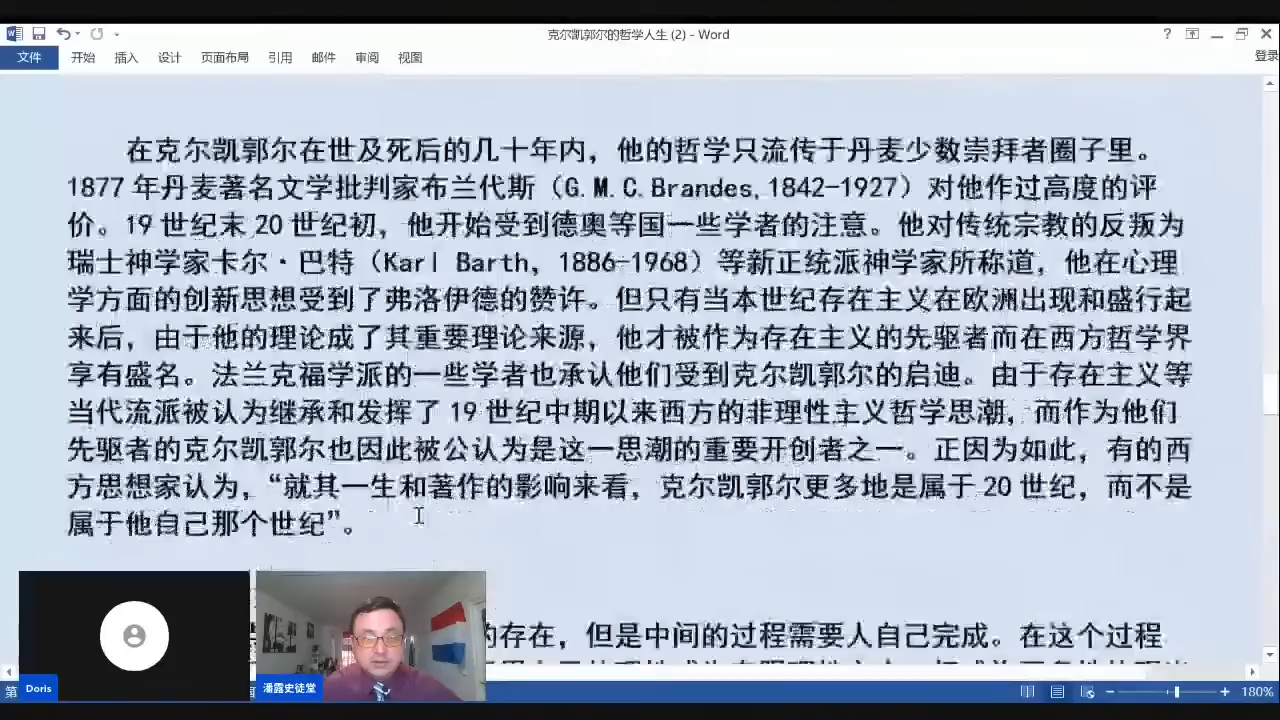 克尔凯郭尔的哲学人生 (2) - Word
登录
文件 开始 插入 设计 页面布局 引用 邮件 审阅 视图
在克尔凯郭尔在世及死后的几十年内，他的哲学只流传于丹麦少数崇拜者圈子里。
1877 年丹麦著名文学批判家布兰代斯（G.M.C.Brandes,1842-1927）对他作过高度的评
价。19 世纪末 20 世纪初，他开始受到德奥等国一些学者的注意。他对传统宗教的反叛为
瑞士神学家卡尔·巴特（Karl Barth, 1886-1968）等新正统派神学家所称道，他在心理
学方面的创新思想受到了弗洛伊德的赞许。但只有当本世纪存在主义在欧洲出现和盛行起
来后，由于他的理论成了其重要理论来源，他才被作为存在主义的先驱者而在西方哲学界
享有盛名。法兰克福学派的一些学者也承认他们受到克尔凯郭尔的启迪。由于存在主义等
当代流派被认为继承和发挥了 19 世纪中期以来西方的非理性主义哲学思潮，而作为他们
先驱者的克尔凯郭尔也因此被公认为是这一思潮的重要开创者之一。正因为如此，有的西
方思想家认为，“就其一生和著作的影响来看，克尔凯郭尔更多地是属于 20 世纪，而不是
属于他自己那个世纪”。
的存在，但是中间的过程需要人自己完成。在这个过程
Doris
潘露史徒堂
第
180%